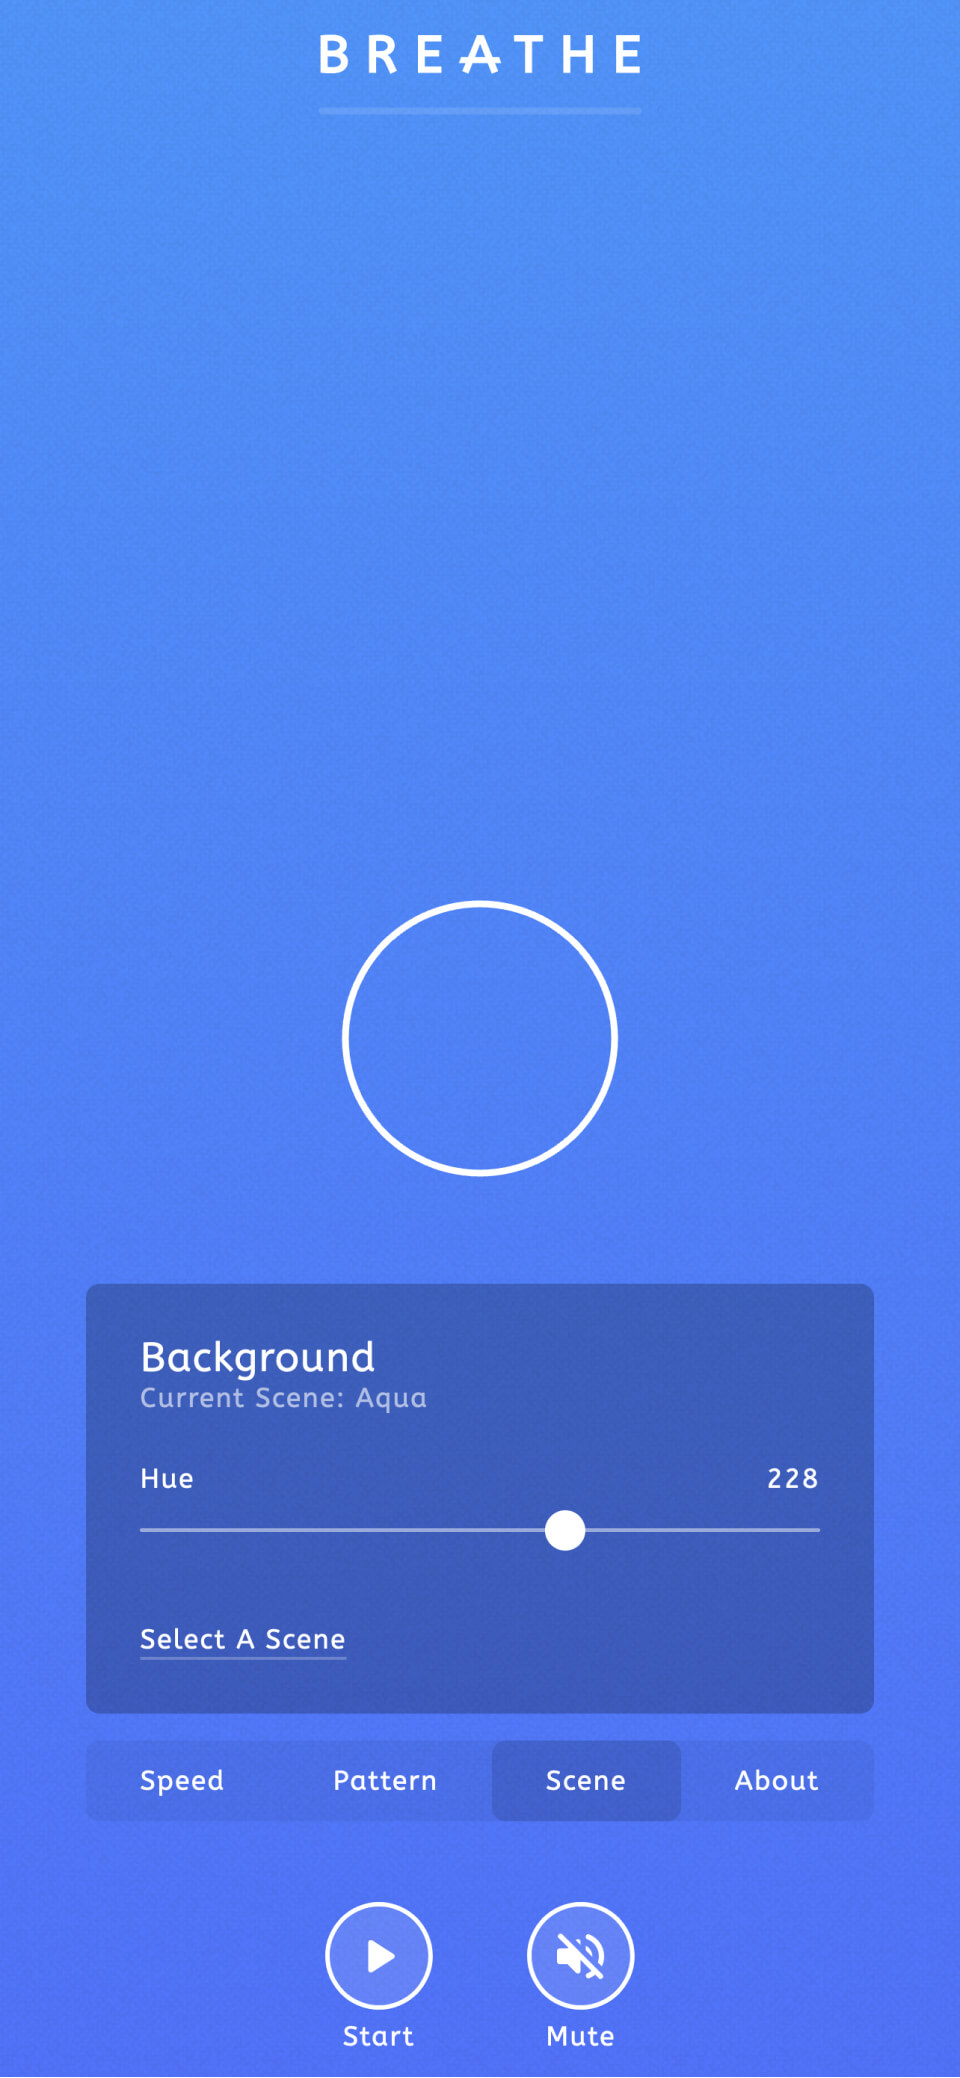 BREATHE
Background
Current Scene: Aqua
Hue 228
Select A Scene
Speed Pattern Scene About
Start Mute